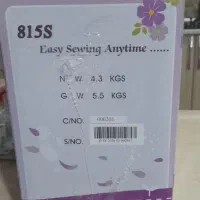 815S
Easy Sewing Anytime ......
N. W. 4.3 KGS
G. W. 5.5 KGS
C/NO.
S/NO.